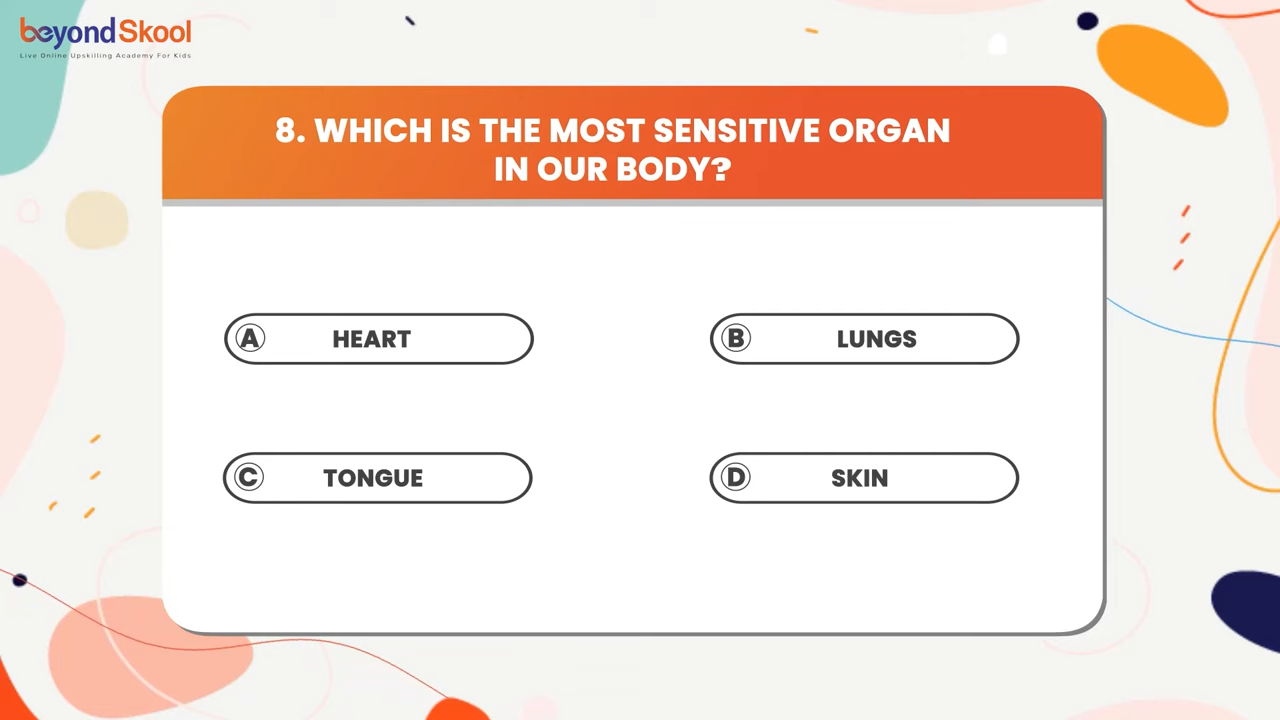 beyondSkool
Live Online Upskilling Academy For Kids
8. WHICH IS THE MOST SENSITIVE ORGAN
IN OUR BODY?
A HEART
B LUNGS
C TONGUE
D SKIN